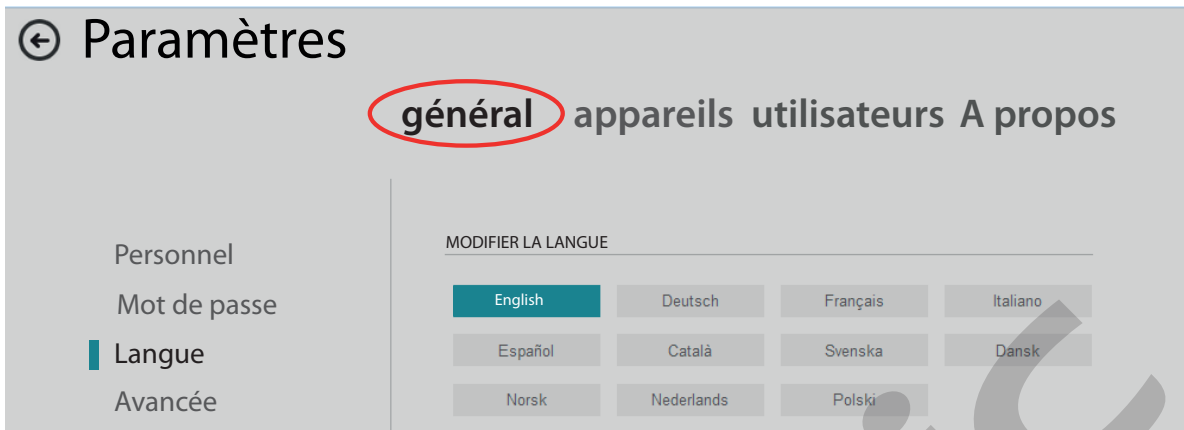 Paramètres
général appareils utilisateurs A propos
Personnel
Mot de passe
Langue
Avancée
MODIFIER LA LANGUE
English Deutsch Français Italiano
Español Català Svenska Dansk
Norsk Nederlands Polski